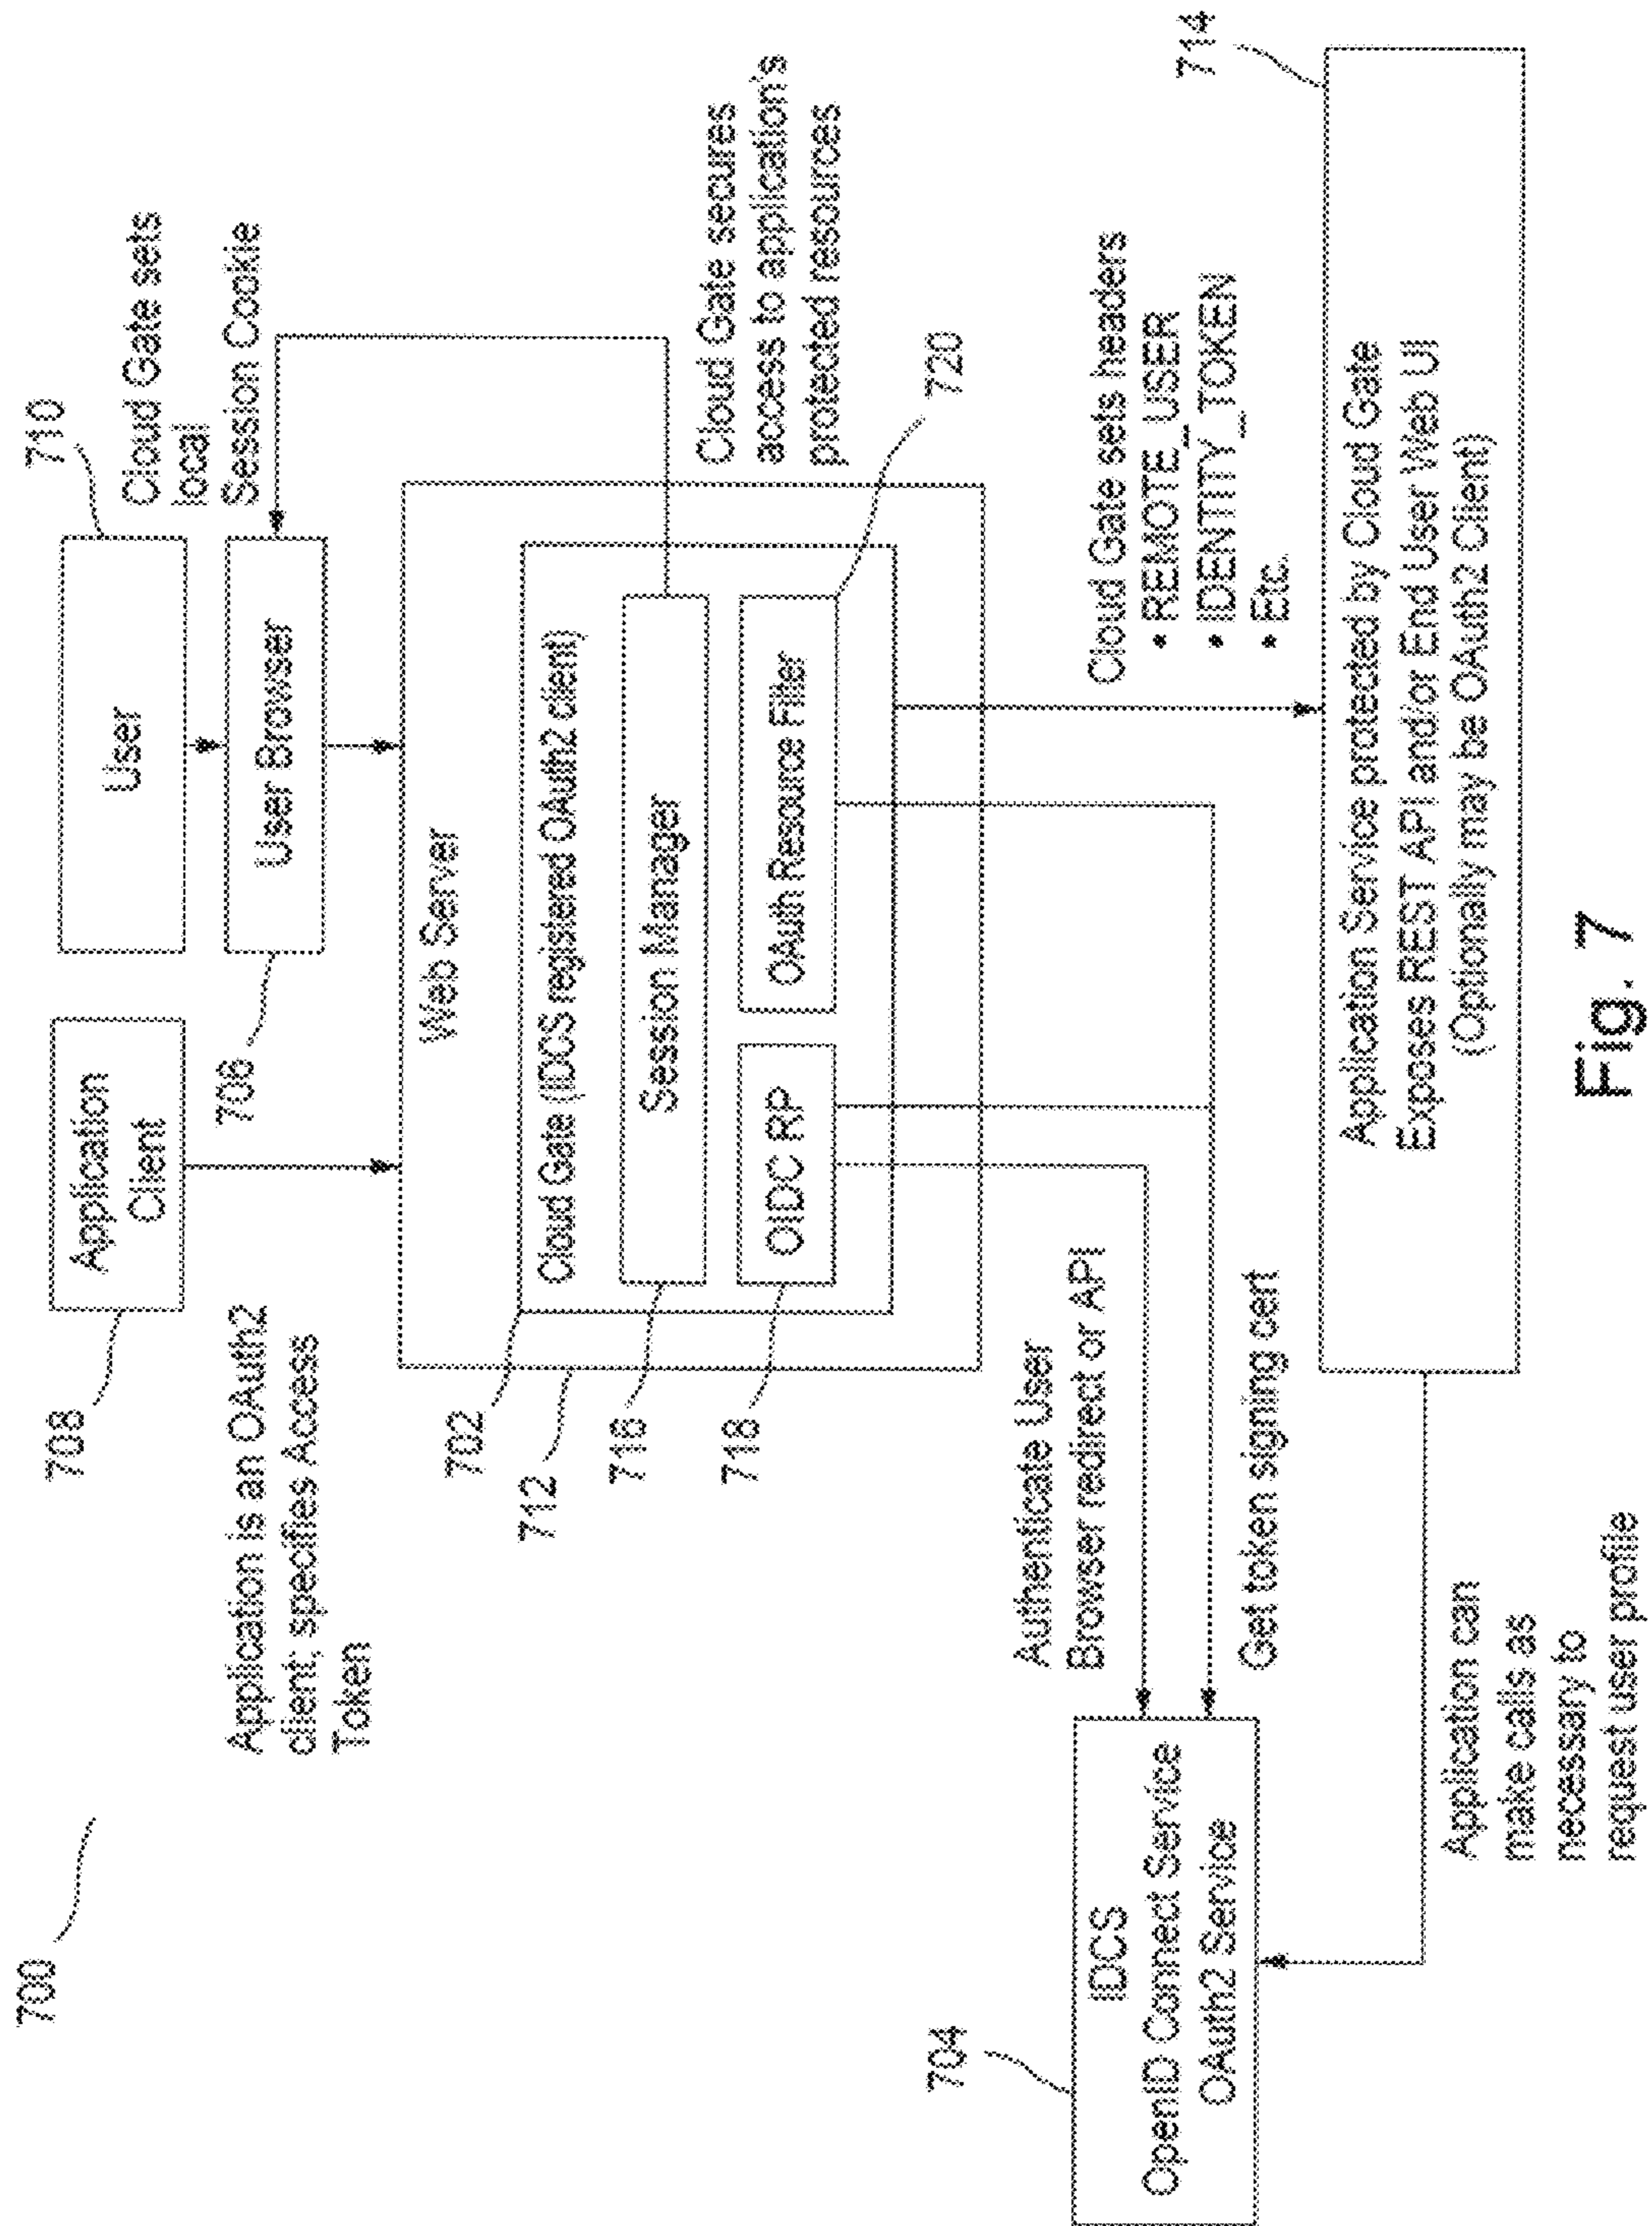 700
708
Application
Client
Application is an OAuth2
client; specifies Access
Token
710
User
706
User Browser
Cloud Gate sets
local
Session Cookie
Web Server
702
712
Cloud Gate (IDCS registered OAuth2 client)
716
Session Manager
718
OIDC RP
OAuth Resource Filter
720
Cloud Gate secures
access to application's
protected resources
704
IDCS
OpenID Connect Service
OAuth2 Service
Authenticate User
Browser redirect or API
Get token signing cert
Cloud Gate sets headers
• REMOTE_USER
• IDENTITY_TOKEN
• Etc.
714
Application Service protected by Cloud Gate
Exposes REST API and/or End User Web UI
(Optionally may be OAuth2 Client)
Application can
make calls as
necessary to
request user profile
Fig. 7